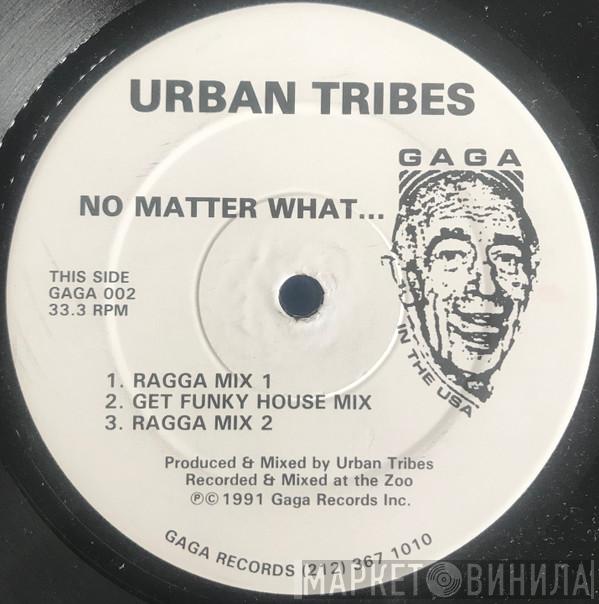 URBAN TRIBES
GAGA
NO MATTER WHAT...
THIS SIDE
GAGA 002
33.3 RPM
IN THE USA
1. RAGGA MIX 1
2. GET FUNKY HOUSE MIX
3. RAGGA MIX 2
Produced & Mixed by Urban Tribes
Recorded & Mixed at the Zoo
℗© 1991 Gaga Records Inc.
GAGA RECORDS (212) 367 1010
МАРКЕТ ВИНИЛА